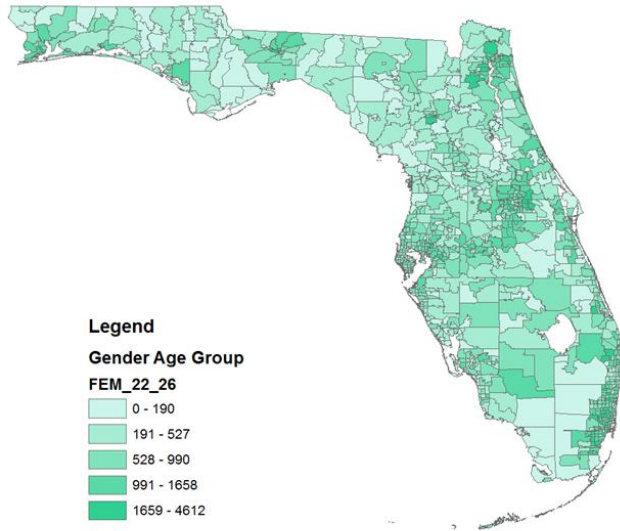 Legend
Gender Age Group
FEM_22_26
0 - 190
191 - 527
528 - 990
991 - 1658
1659 - 4612